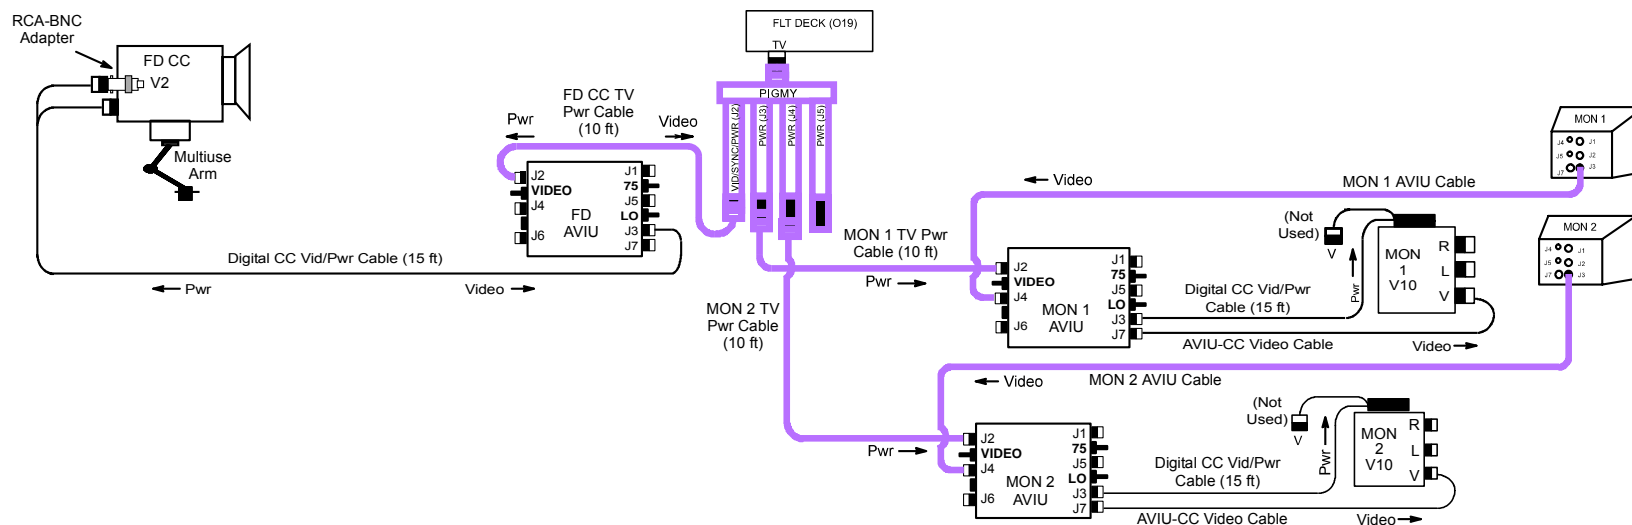 RCA-BNC
Adapter
FD CC
V2
Multiuse
Arm
Digital CC Vid/Pwr Cable (15 ft)
Pwr
Video
FD CC TV
Pwr Cable
(10 ft)
Pwr
Video
J2
VIDEO
J4
J6
FD
AVIU
J1
75
J5
LO
J3
J7
FLT DECK (O19)
TV
PIGMY
VID/SYNC/PWR (J2)
PWR (J3)
PWR (J4)
PWR (J5)
MON 1 TV Pwr
Cable (10 ft)
Pwr
MON 2 TV
Pwr Cable
(10 ft)
Video
MON 1 AVIU Cable
J2
VIDEO
J4
J6
MON 1
AVIU
J1
75
J5
LO
J3
J7
Digital CC Vid/Pwr
Cable (15 ft)
AVIU-CC Video Cable
Video
(Not
Used)
V
Pwr
MON
1
V10
R
L
V
MON 1
J4
J1
J5
J2
J7
J3
MON 2
J4
J1
J5
J2
J7
J3
Video
MON 2 AVIU Cable
Pwr
J2
VIDEO
J4
J6
MON 2
AVIU
J1
75
J5
LO
J3
J7
Digital CC Vid/Pwr
Cable (15 ft)
AVIU-CC Video Cable
Video
(Not
Used)
V
Pwr
MON
2
V10
R
L
V